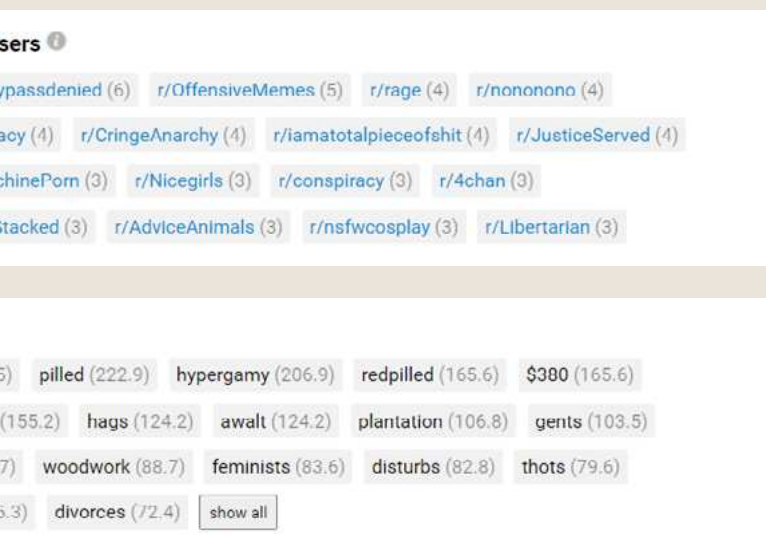 sers
ypassdenied (6) r/OffensiveMemes (5) r/rage (4) r/nononono (4)
acy (4) r/CringeAnarchy (4) r/iamatotalpieceofshit (4) r/JusticeServed (4)
chinePorn (3) r/Nicegirls (3) r/conspiracy (3) r/4chan (3)
Stacked (3) r/AdviceAnimals (3) r/nsfwcosplay (3) r/Libertarian (3)
5) pilled (222.9) hypergamy (206.9) redpilled (165.6) $380 (165.6)
(155.2) hags (124.2) awalt (124.2) plantation (106.8) gents (103.5)
7) woodwork (88.7) feminists (83.6) disturbs (82.8) thots (79.6)
5.3) divorces (72.4) show all